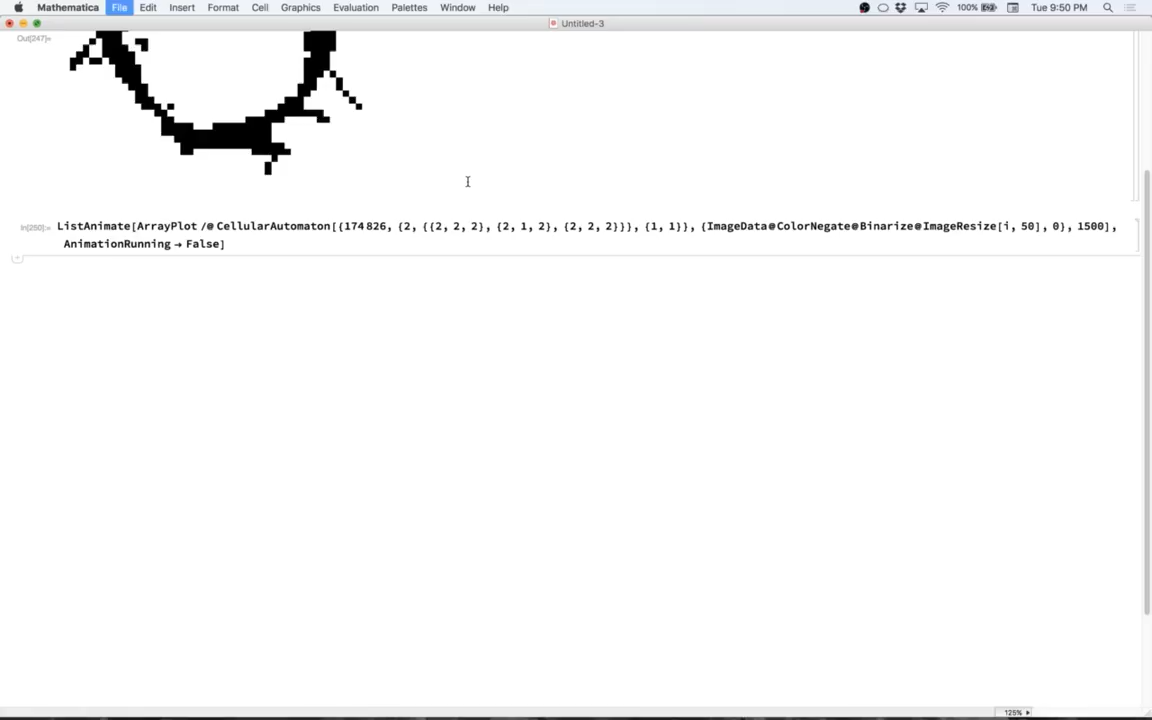 Mathematica File Edit Insert Format Cell Graphics Evaluation Palettes Window Help 100% Tue 9:50 PM
Untitled-3
Out[247]=
In[250]:= ListAnimate[ArrayPlot /@ CellularAutomaton[{174 826, {2, {{2, 2, 2}, {2, 1, 2}, {2, 2, 2}}}, {1, 1}}, {ImageData@ColorNegate@Binarize@ImageResize[i, 50], 0}, 1500],
AnimationRunning → False]
125%